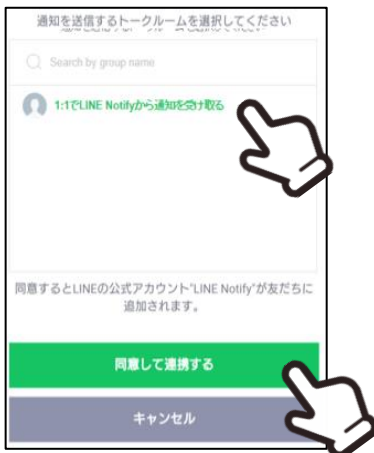 通知を送信するトークルームを選択してください
Search by group name
1:1でLINE Notifyから通知を受け取る
同意するとLINEの公式アカウント"LINE Notify"が友だちに
追加されます。
同意して連携する
キャンセル